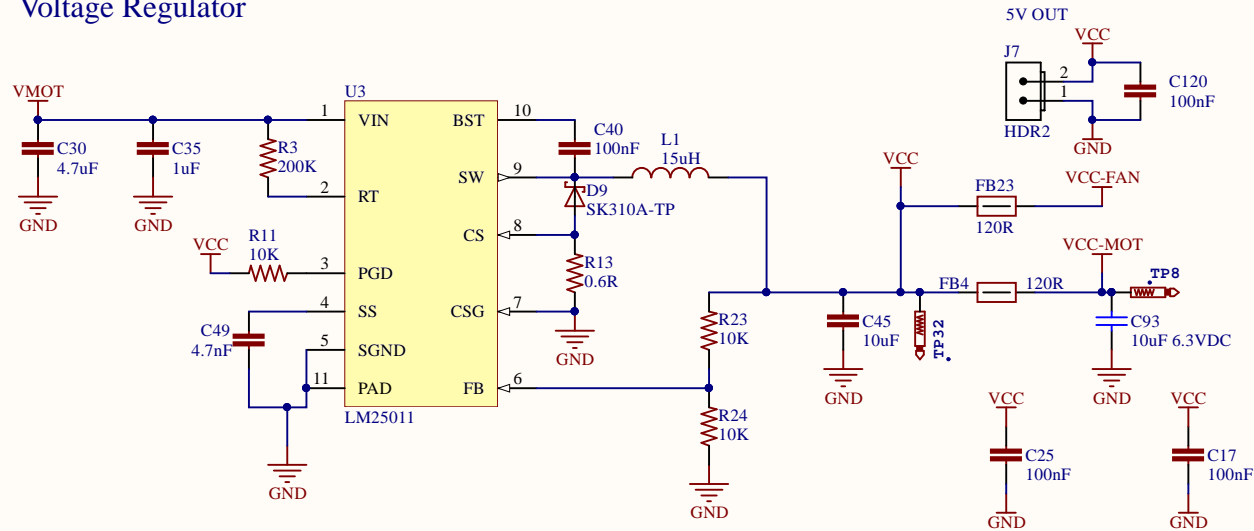 Voltage Regulator
5V OUT
VCC
J7
2
1
HDR2
C120
100nF
GND
VMOT
C30
4.7uF
GND
C35
1uF
GND
R3
200K
U3
1
VIN
2
RT
3
PGD
4
SS
5
SGND
11
PAD
10
BST
9
SW
8
CS
7
CSG
6
FB
LM25011
VCC
R11
10K
C49
4.7nF
GND
C40
100nF
L1
15uH
D9
SK310A-TP
R13
0.6R
GND
R23
10K
R24
10K
GND
VCC
C45
10uF
GND
TP32
FB23
120R
VCC-FAN
VCC-MOT
FB4
120R
TP8
C93
10uF 6.3VDC
GND
VCC
C25
100nF
GND
VCC
C17
100nF
GND